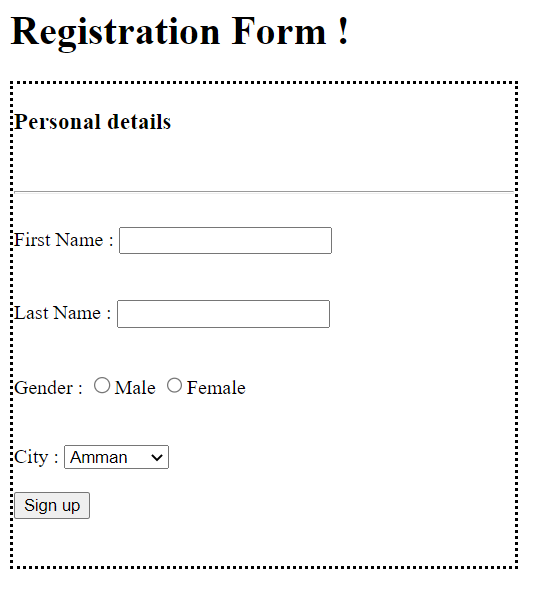 Registration Form !
Personal details
First Name :
Last Name :
Gender : Male Female
City : Amman
Sign up